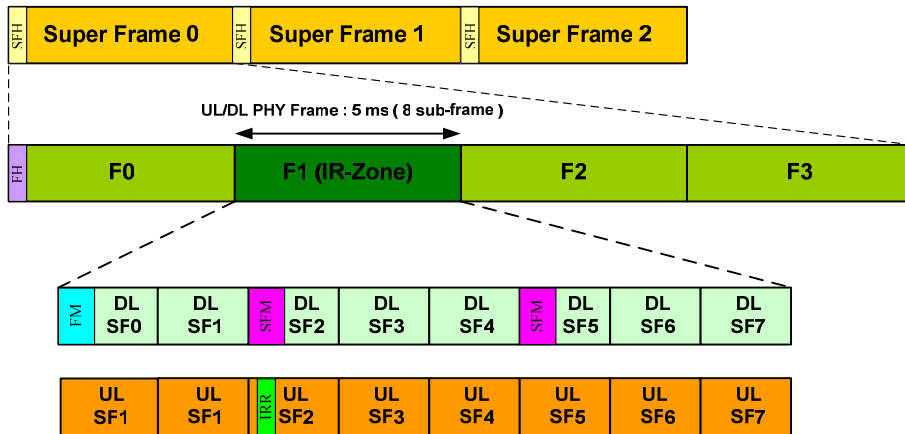 SFH Super Frame 0 SFH Super Frame 1 SFH Super Frame 2
UL/DL PHY Frame : 5 ms ( 8 sub-frame )
FH F0 F1 (IR-Zone) F2 F3
FM DL DL SFM DL DL DL SFM DL DL DL
SF0 SF1 SF2 SF3 SF4 SF5 SF6 SF7
UL UL IRR UL UL UL UL UL UL
SF1 SF1 SF2 SF3 SF4 SF5 SF6 SF7